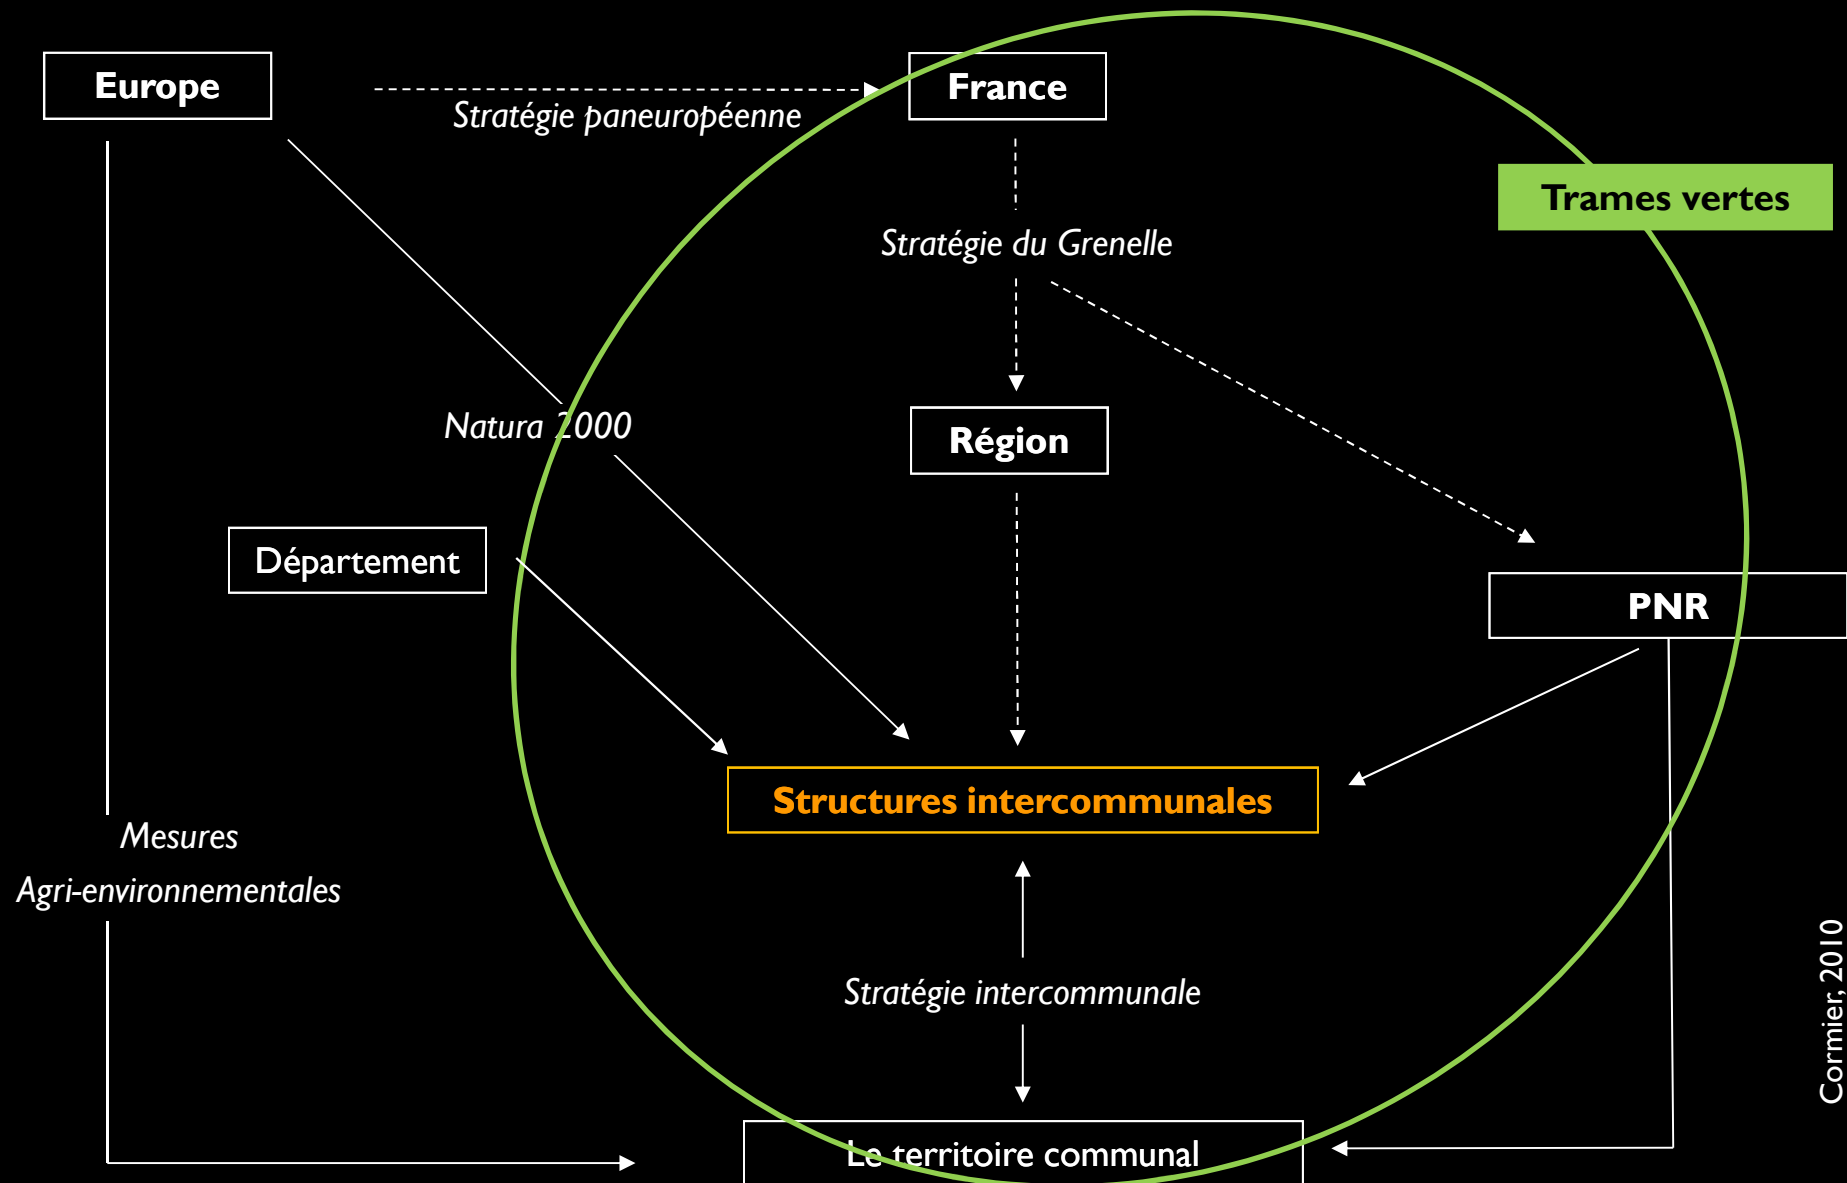 Europe
Stratégie paneuropéenne
France
Trames vertes
Stratégie du Grenelle
Natura 2000
Région
Département
PNR
Structures intercommunales
Mesures
Agri-environnementales
Stratégie intercommunale
Le territoire communal
Cormier, 2010